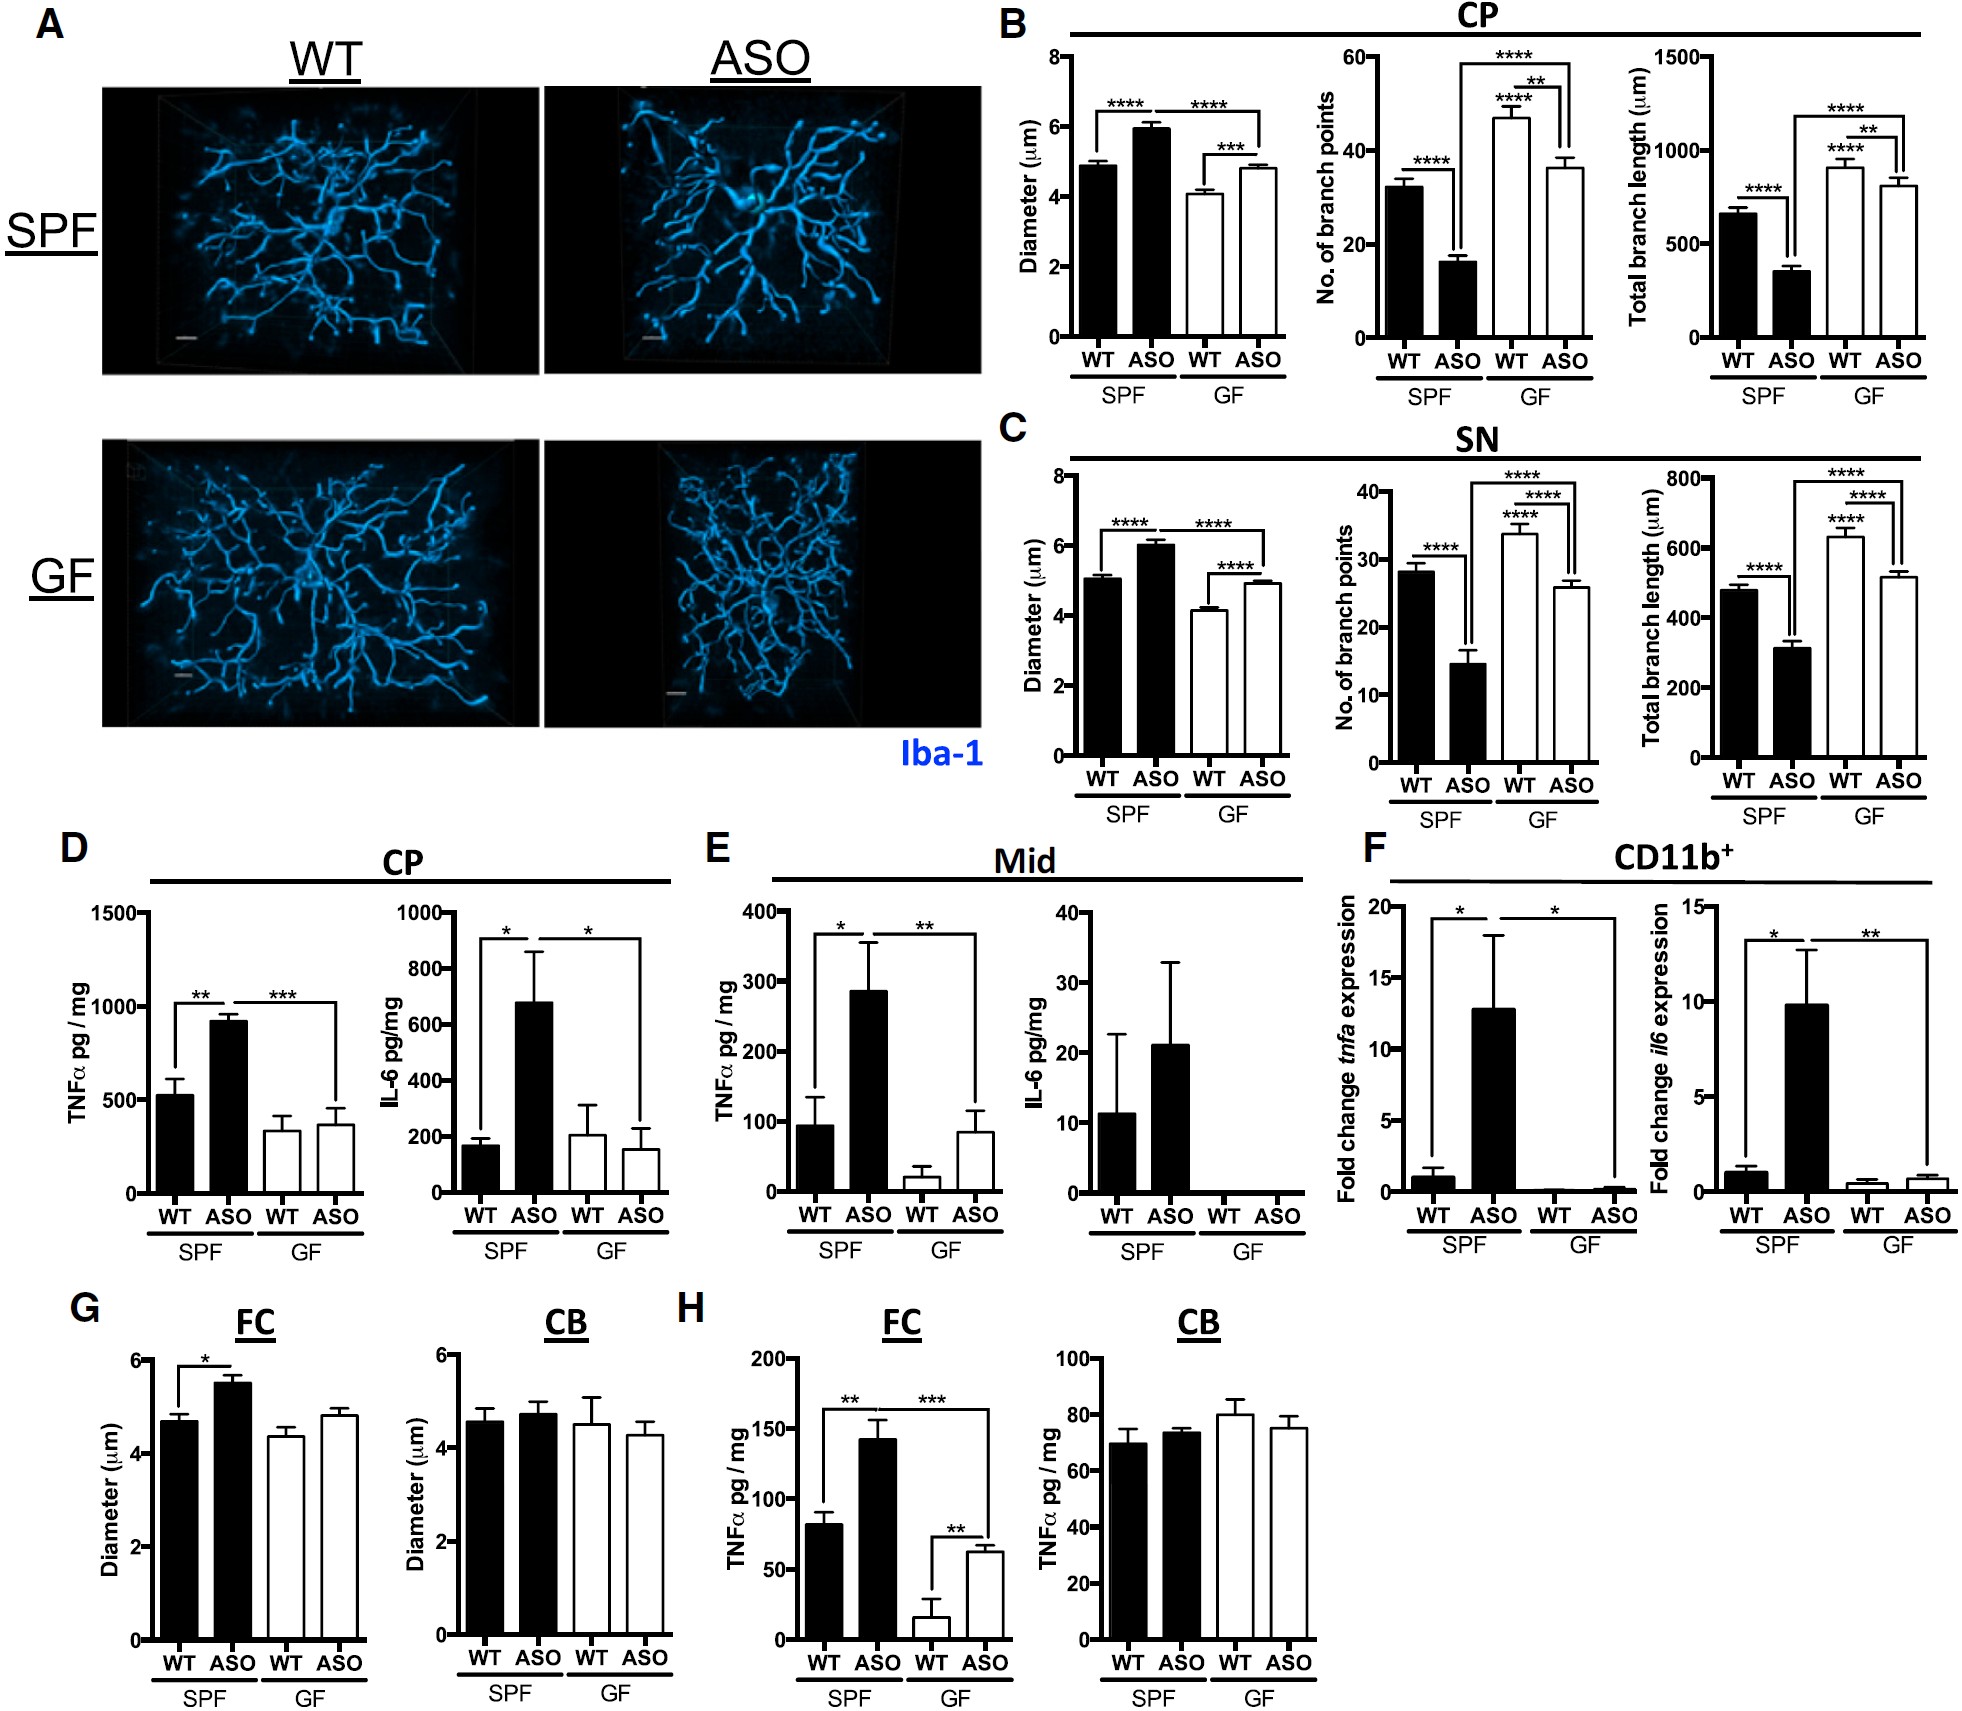 A
WT
ASO
SPF
GF
Iba-1
B
CP
Diameter (μm)
8
6
4
2
0
**** ****
***
WT ASO WT ASO
SPF GF
No. of branch points
60
40
20
0
****
****
**
****
WT ASO WT ASO
SPF GF
Total branch length (μm)
1500
1000
500
0
****
****
**
****
WT ASO WT ASO
SPF GF
C
SN
Diameter (μm)
8
6
4
2
0
**** ****
****
WT ASO WT ASO
SPF GF
No. of branch points
40
30
20
10
0
****
****
****
****
WT ASO WT ASO
SPF GF
Total branch length (μm)
800
600
400
200
0
****
****
****
****
WT ASO WT ASO
SPF GF
D
CP
TNFα pg / mg
1500
1000
500
0
** ***
WT ASO WT ASO
SPF GF
IL-6 pg/mg
1000
800
600
400
200
0
* *
WT ASO WT ASO
SPF GF
E
Mid
TNFα pg / mg
400
300
200
100
0
* **
WT ASO WT ASO
SPF GF
IL-6 pg/mg
40
30
20
10
0
WT ASO WT ASO
SPF GF
F
CD11b+
Fold change tnfa expression
20
15
10
5
0
* *
WT ASO WT ASO
SPF GF
Fold change il6 expression
15
10
5
0
* **
WT ASO WT ASO
SPF GF
G
FC
Diameter (μm)
6
4
2
0
*
WT ASO WT ASO
SPF GF
CB
Diameter (μm)
6
4
2
0
WT ASO WT ASO
SPF GF
H
FC
TNFα pg / mg
200
150
100
50
0
** ***
**
WT ASO WT ASO
SPF GF
CB
TNFα pg / mg
100
80
60
40
20
0
WT ASO WT ASO
SPF GF